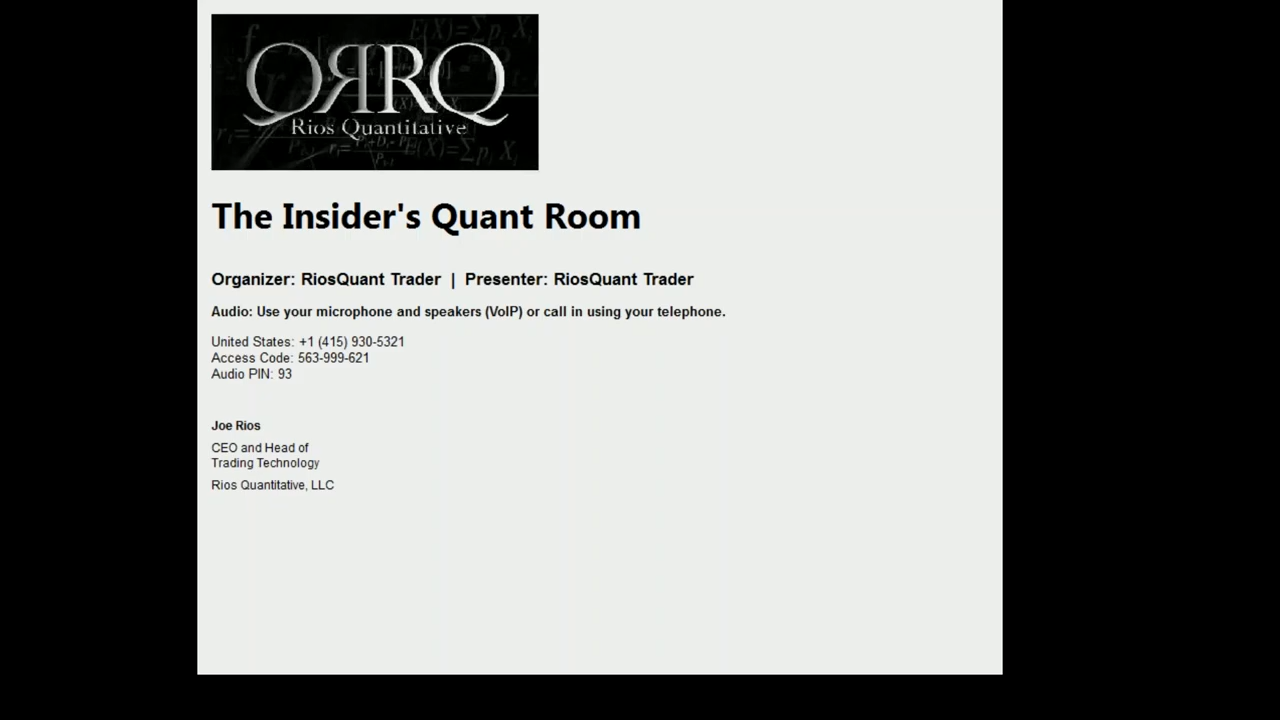 QRRQ
Rios Quantitative
The Insider's Quant Room
Organizer: RiosQuant Trader | Presenter: RiosQuant Trader
Audio: Use your microphone and speakers (VoIP) or call in using your telephone.
United States: +1 (415) 930-5321
Access Code: 563-999-621
Audio PIN: 93
Joe Rios
CEO and Head of
Trading Technology
Rios Quantitative, LLC